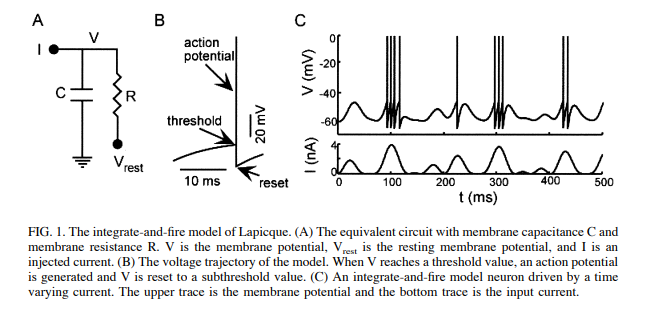 A
I
V
C
R
V_rest
B
action
potential
threshold
20 mV
10 ms
reset
C
V (mV)
0
-20
-40
-60
I (nA)
4
0
0 100 200 300 400 500
t (ms)
FIG. 1. The integrate-and-fire model of Lapicque. (A) The equivalent circuit with membrane capacitance C and
membrane resistance R. V is the membrane potential, V_rest is the resting membrane potential, and I is an
injected current. (B) The voltage trajectory of the model. When V reaches a threshold value, an action potential
is generated and V is reset to a subthreshold value. (C) An integrate-and-fire model neuron driven by a time
varying current. The upper trace is the membrane potential and the bottom trace is the input current.